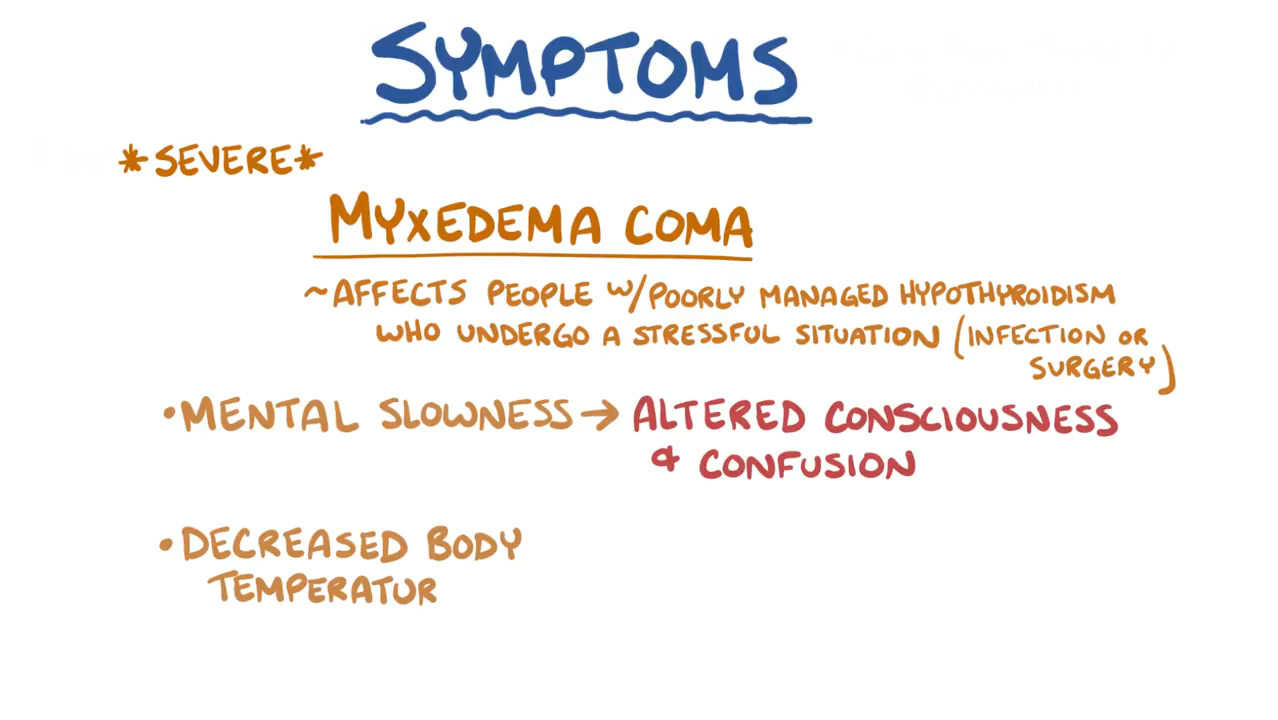 SYMPTOMS
*SEVERE*
MYXEDEMA COMA
~AFFECTS PEOPLE W/POORLY MANAGED HYPOTHYROIDISM
WHO UNDERGO A STRESSFUL SITUATION (INFECTION OR
SURGERY)
•MENTAL SLOWNESS → ALTERED CONSCIOUSNESS
& CONFUSION
•DECREASED BODY
TEMPERATUR